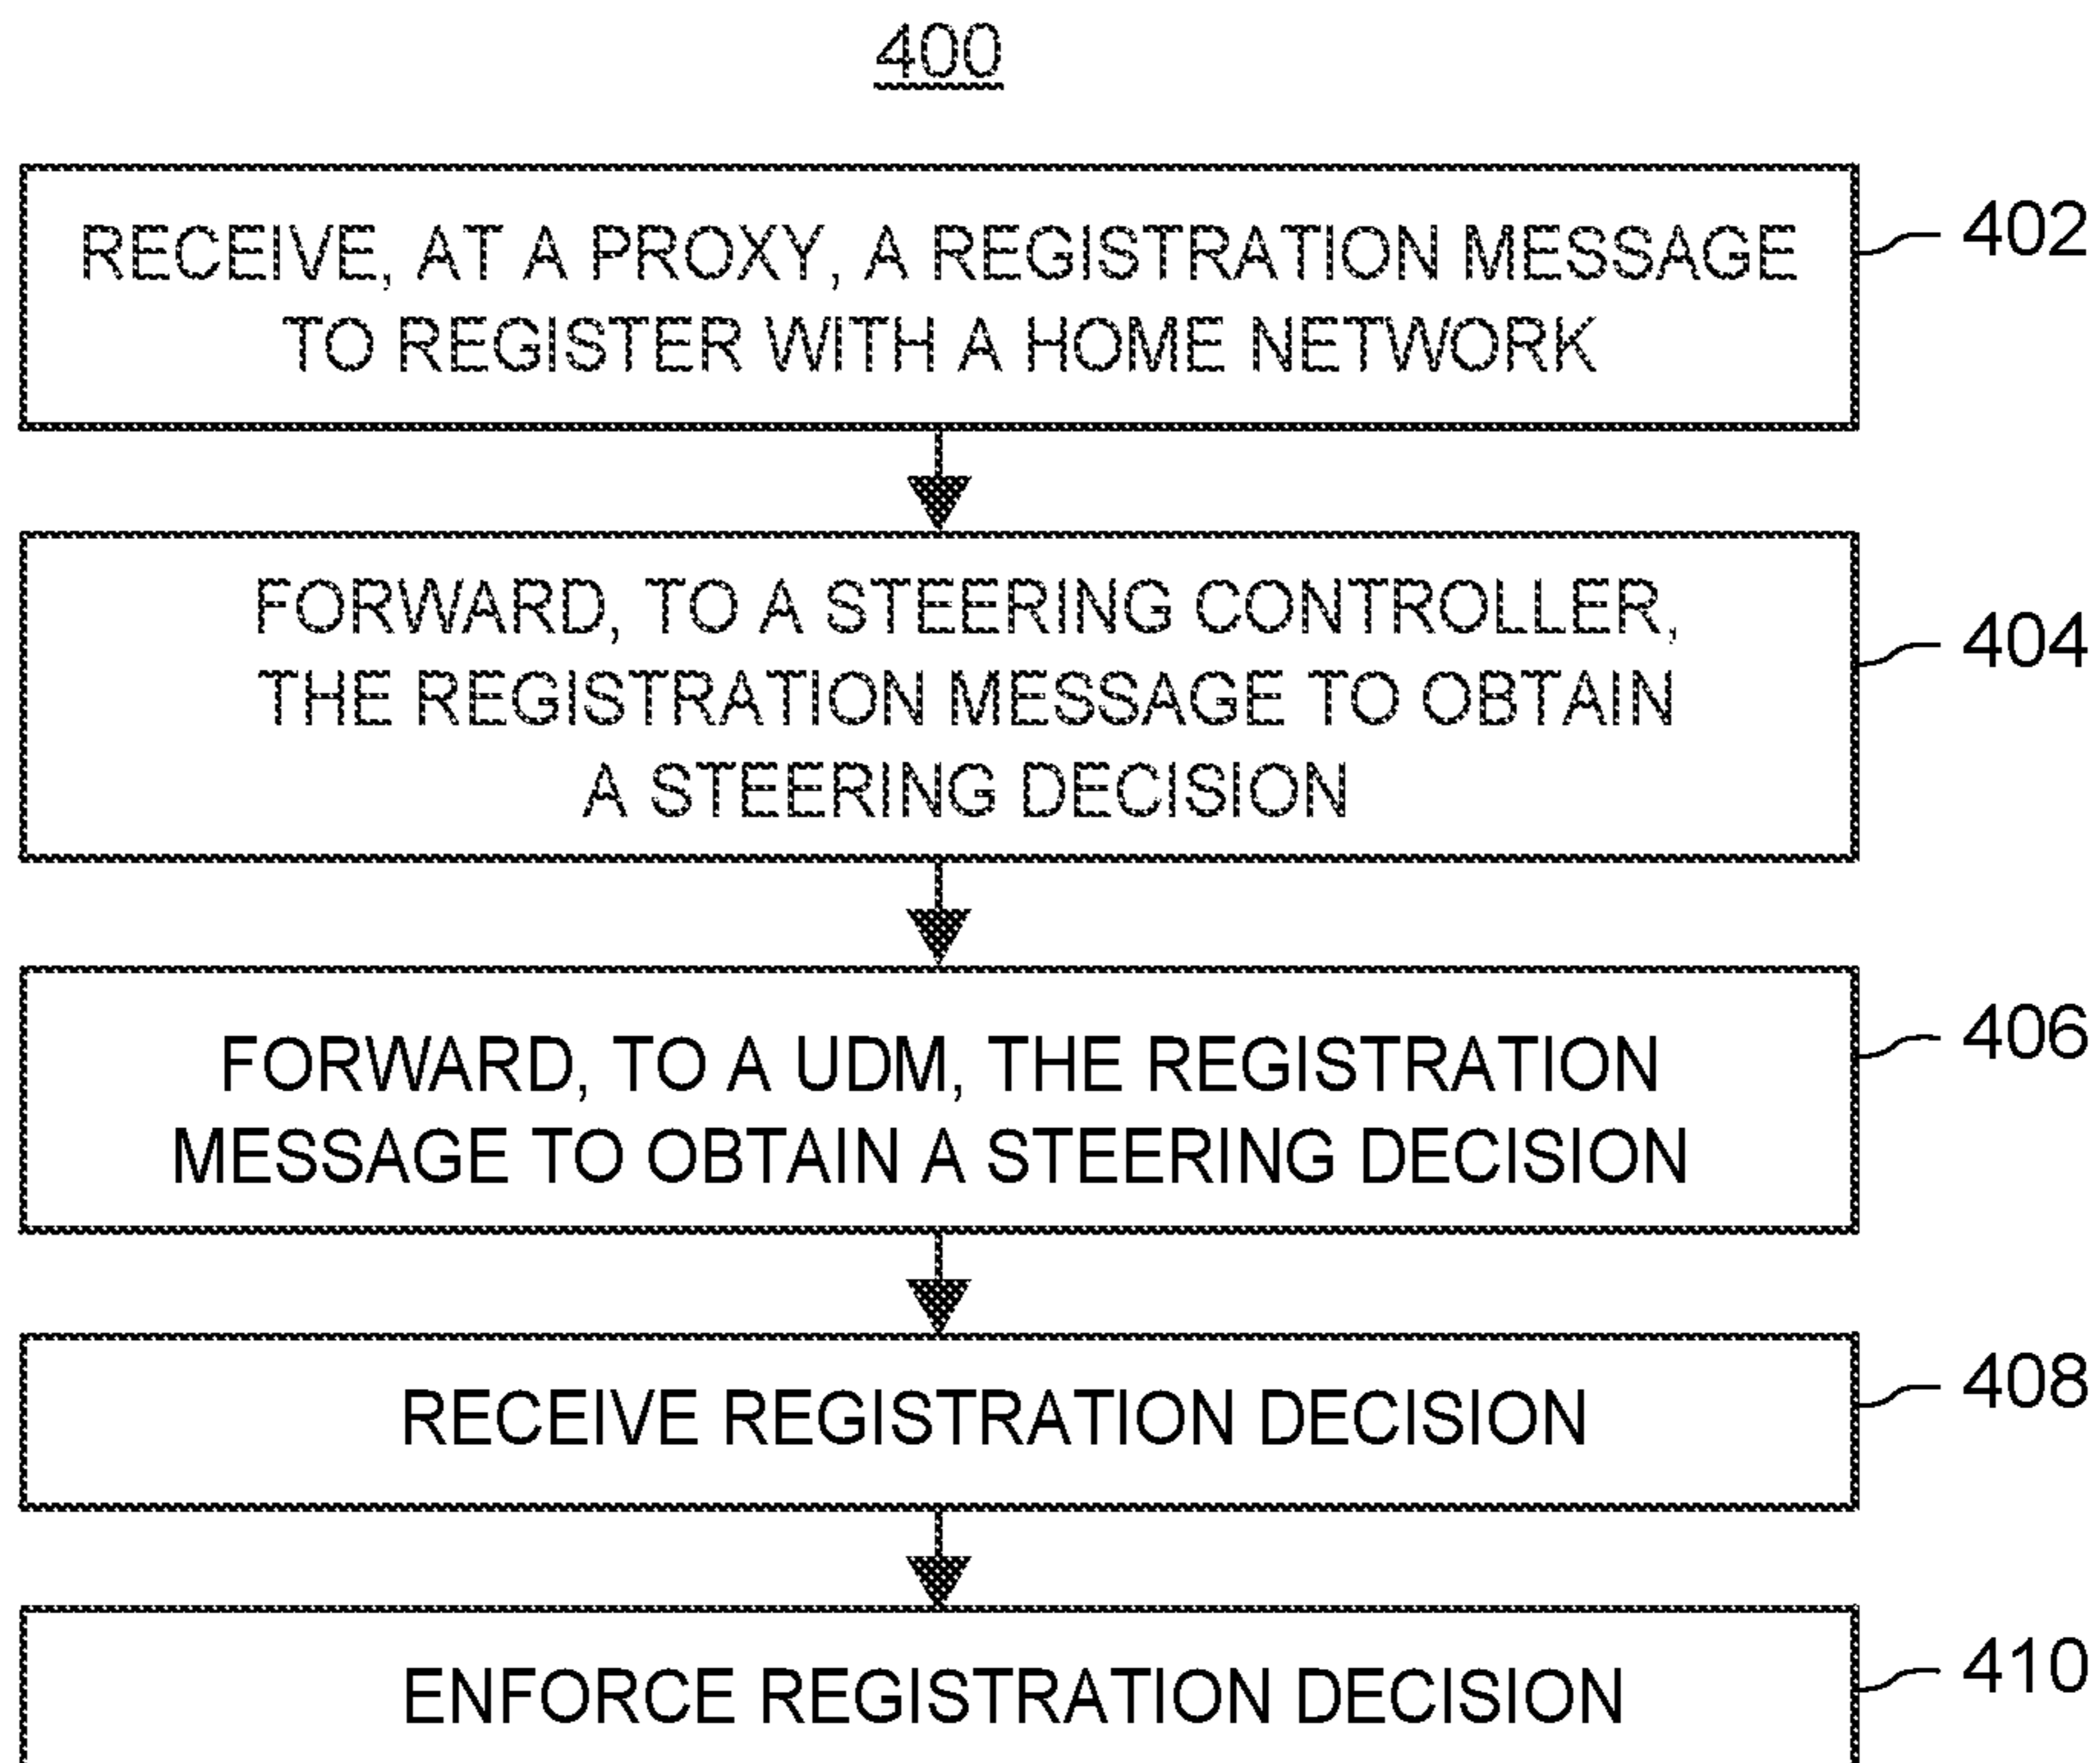 400
RECEIVE, AT A PROXY, A REGISTRATION MESSAGE
TO REGISTER WITH A HOME NETWORK
402
FORWARD, TO A STEERING CONTROLLER,
THE REGISTRATION MESSAGE TO OBTAIN
A STEERING DECISION
404
FORWARD, TO A UDM, THE REGISTRATION
MESSAGE TO OBTAIN A STEERING DECISION
406
RECEIVE REGISTRATION DECISION
408
ENFORCE REGISTRATION DECISION
410